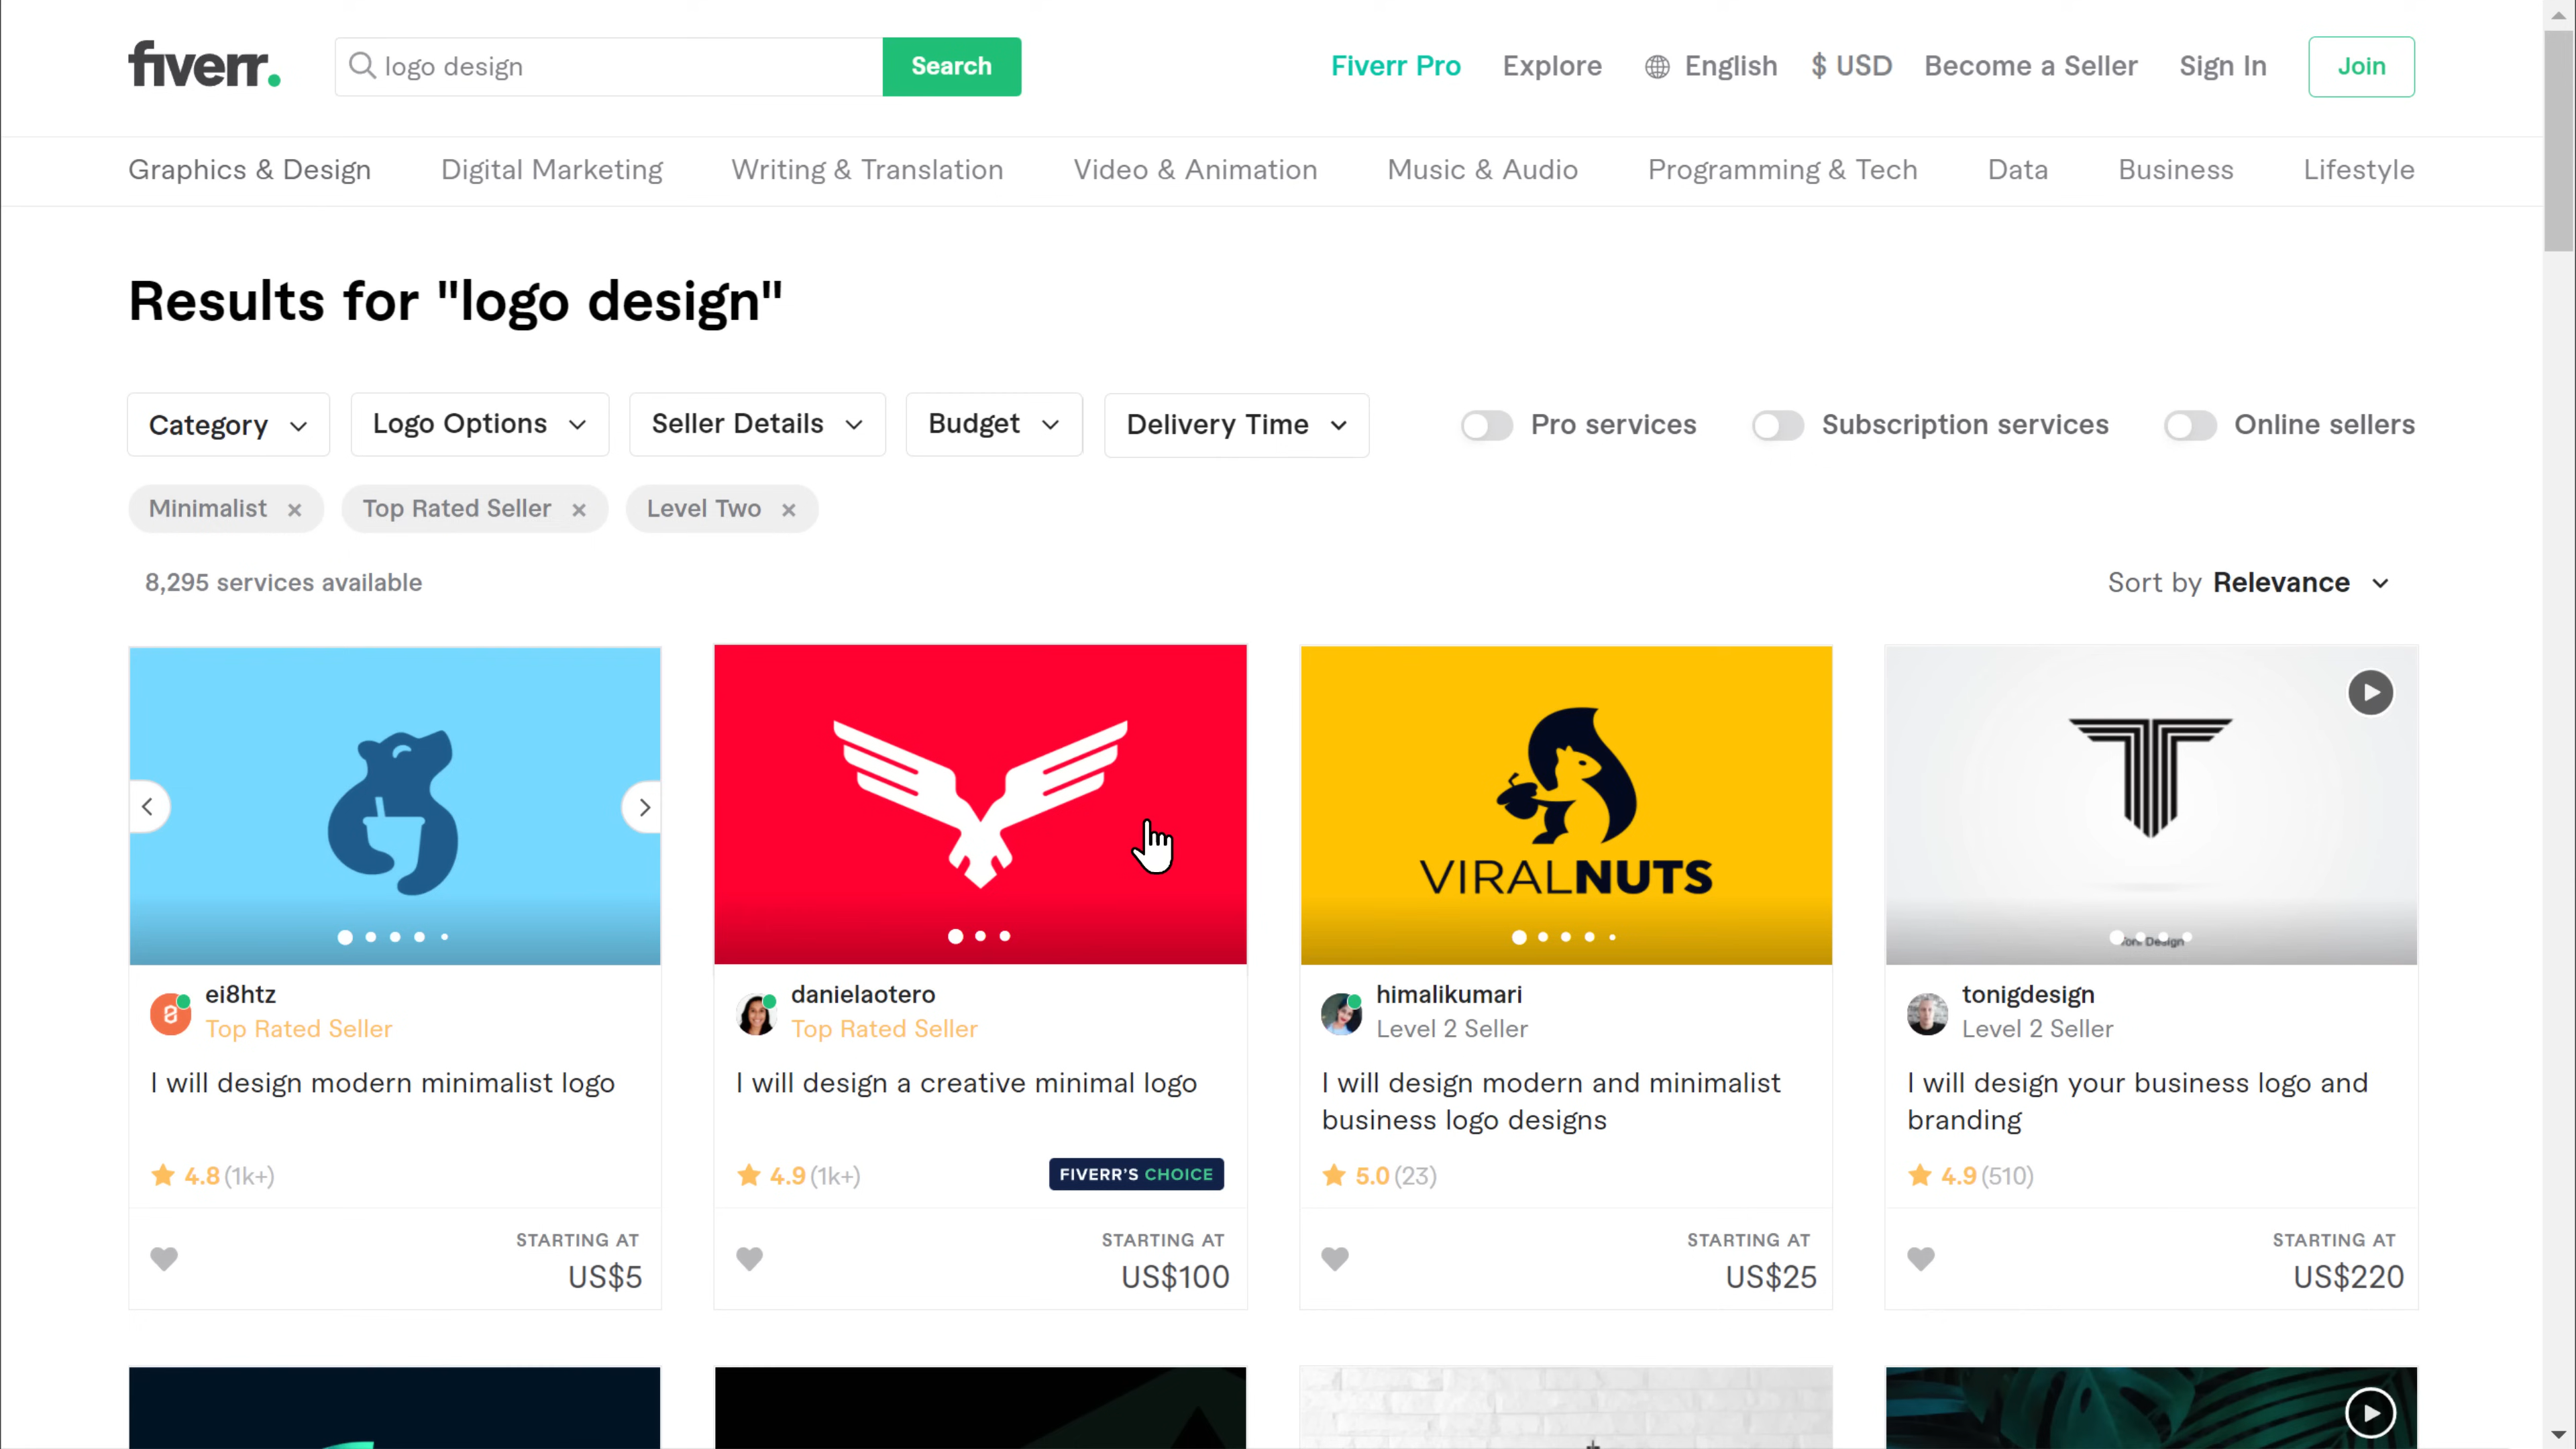 fiverr.
logo design
Search
Fiverr Pro
Explore
English
$ USD
Become a Seller
Sign In
Join
Graphics & Design
Digital Marketing
Writing & Translation
Video & Animation
Music & Audio
Programming & Tech
Data
Business
Lifestyle
Results for "logo design"
Category
Logo Options
Seller Details
Budget
Delivery Time
Pro services
Subscription services
Online sellers
Minimalist ×
Top Rated Seller ×
Level Two ×
8,295 services available
Sort by Relevance
ei8htz
Top Rated Seller
I will design modern minimalist logo
4.8 (1k+)
STARTING AT
US$5
danielaotero
Top Rated Seller
I will design a creative minimal logo
4.9 (1k+)
FIVERR'S CHOICE
STARTING AT
US$100
VIRALNUTS
himalikumari
Level 2 Seller
I will design modern and minimalist
business logo designs
5.0 (23)
STARTING AT
US$25
tonigdesign
Level 2 Seller
I will design your business logo and
branding
4.9 (510)
STARTING AT
US$220